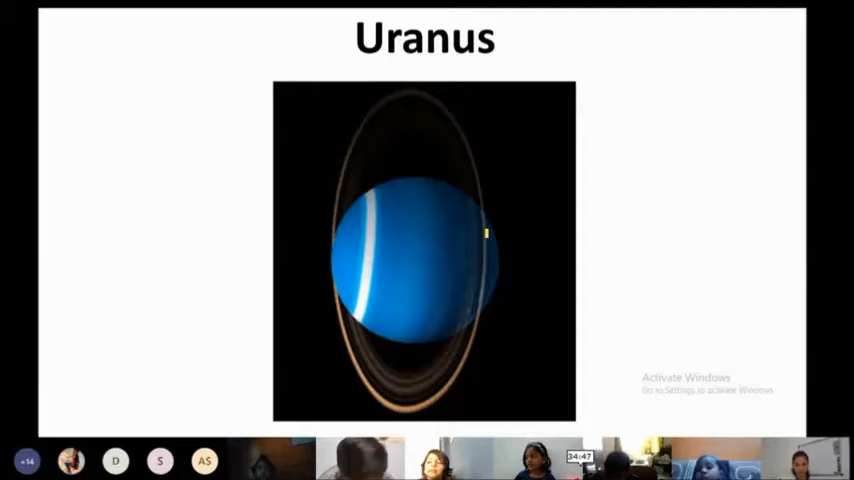 Uranus
Activate Windows
Go to Settings to activate Windows.
34:47
+14
D
S
AS